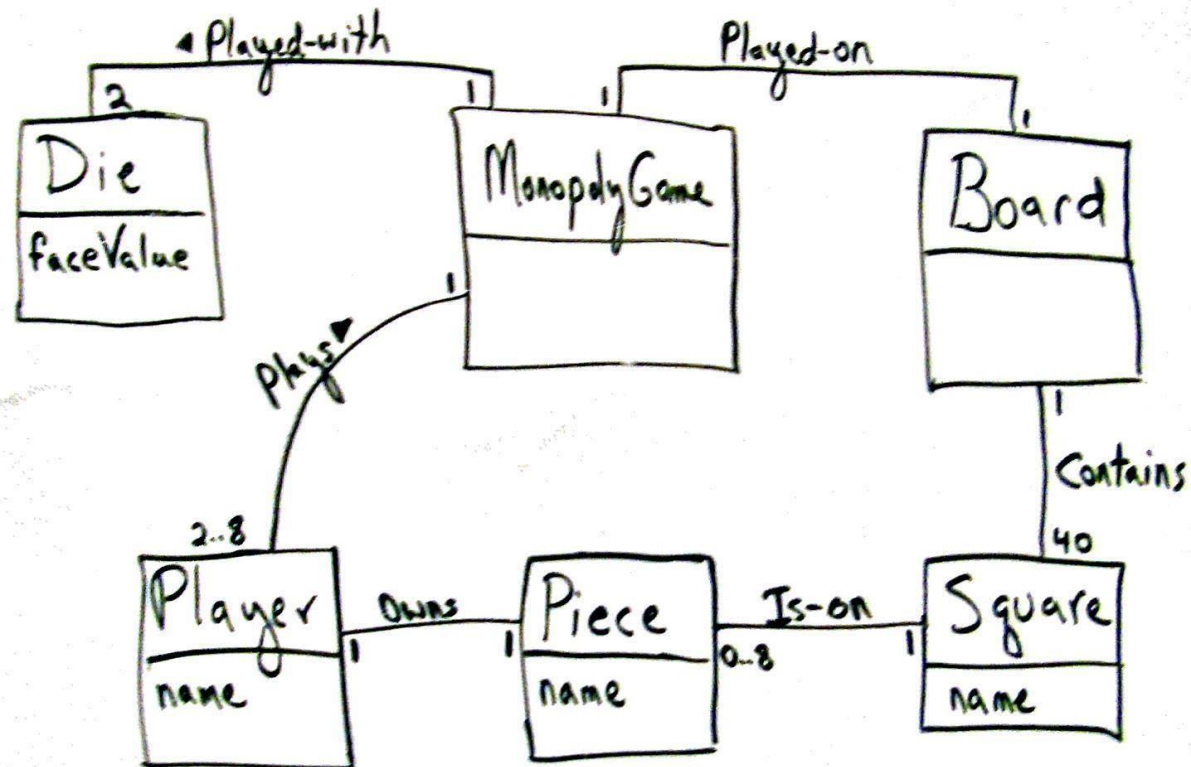 ◄ Played-with
Played-on
2
1
1
1
Die
faceValue
MonopolyGame
Board
1
Plays ►
1
Contains
2..8
40
Player
name
Owns
1
1
Piece
name
Is-on
0..8
1
Square
name